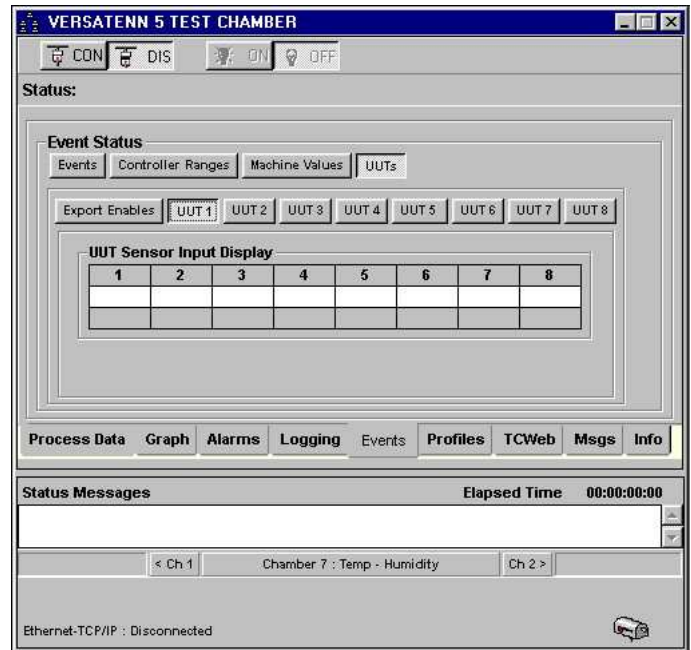 VERSATENN 5 TEST CHAMBER
CON DIS ON OFF
Status:
Event Status
Events Controller Ranges Machine Values UUTs
Export Enables UUT 1 UUT 2 UUT 3 UUT 4 UUT 5 UUT 6 UUT 7 UUT 8
UUT Sensor Input Display
1 2 3 4 5 6 7 8
Process Data Graph Alarms Logging Events Profiles TCWeb Msgs Info
Status Messages Elapsed Time 00:00:00:00
< Ch 1 Chamber 7 : Temp - Humidity Ch 2 >
Ethernet-TCP/IP : Disconnected